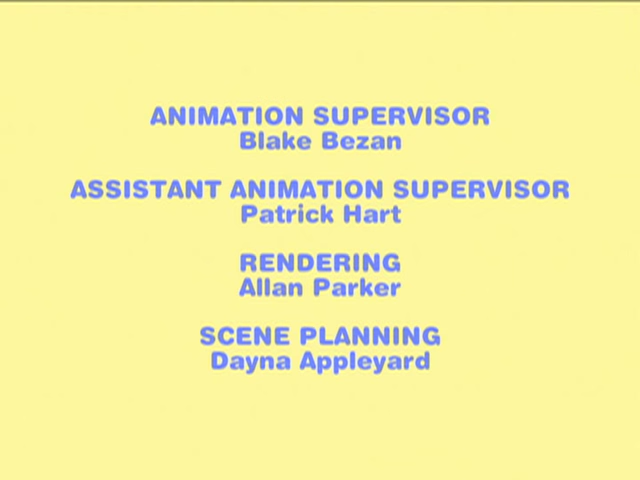 ANIMATION SUPERVISOR
Blake Bezan
ASSISTANT ANIMATION SUPERVISOR
Patrick Hart
RENDERING
Allan Parker
SCENE PLANNING
Dayna Appleyard